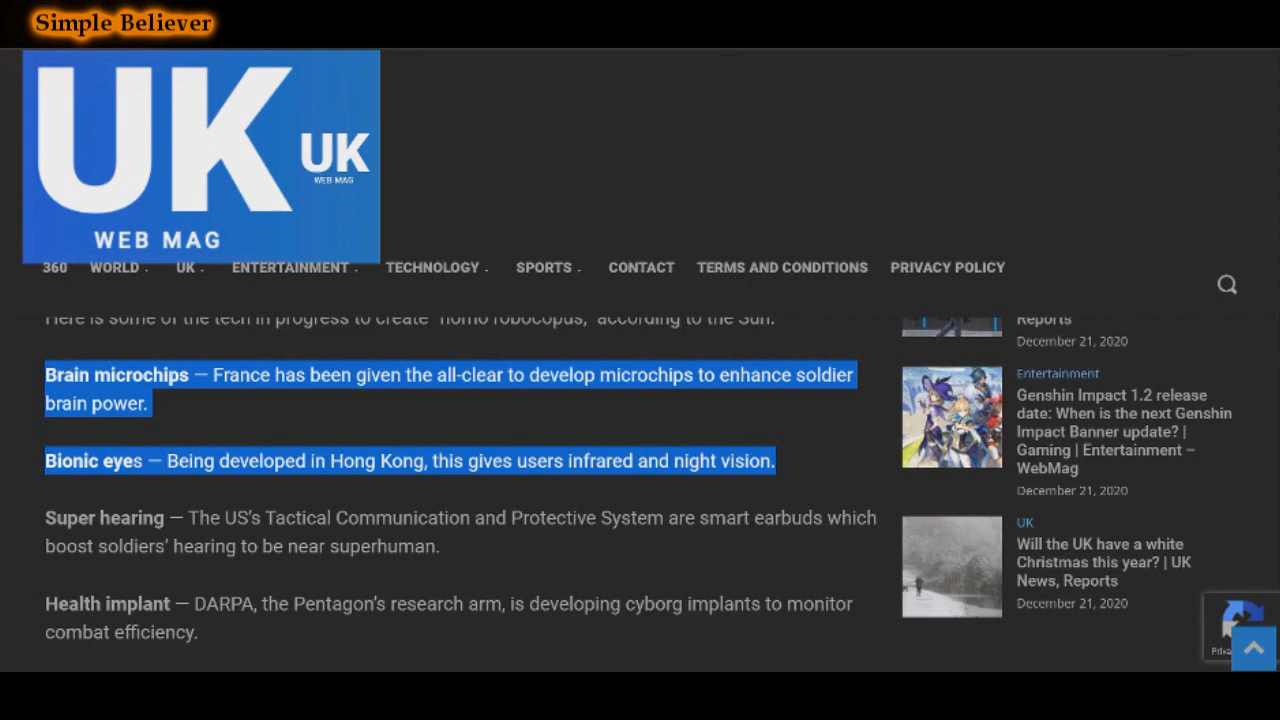 Simple Believer
UK
WEB MAG
UK
WEB MAG
360 WORLD UK ENTERTAINMENT TECHNOLOGY SPORTS CONTACT TERMS AND CONDITIONS PRIVACY POLICY
Here is some of the tech in progress to create "homo robocopus," according to the Sun.
Brain microchips — France has been given the all-clear to develop microchips to enhance soldier
brain power.
Bionic eyes — Being developed in Hong Kong, this gives users infrared and night vision.
Super hearing — The US's Tactical Communication and Protective System are smart earbuds which
boost soldiers' hearing to be near superhuman.
Health implant — DARPA, the Pentagon's research arm, is developing cyborg implants to monitor
combat efficiency.
Reports
December 21, 2020
Entertainment
Genshin Impact 1.2 release
date: When is the next Genshin
Impact Banner update? |
Gaming | Entertainment –
WebMag
December 21, 2020
UK
Will the UK have a white
Christmas this year? | UK
News, Reports
December 21, 2020